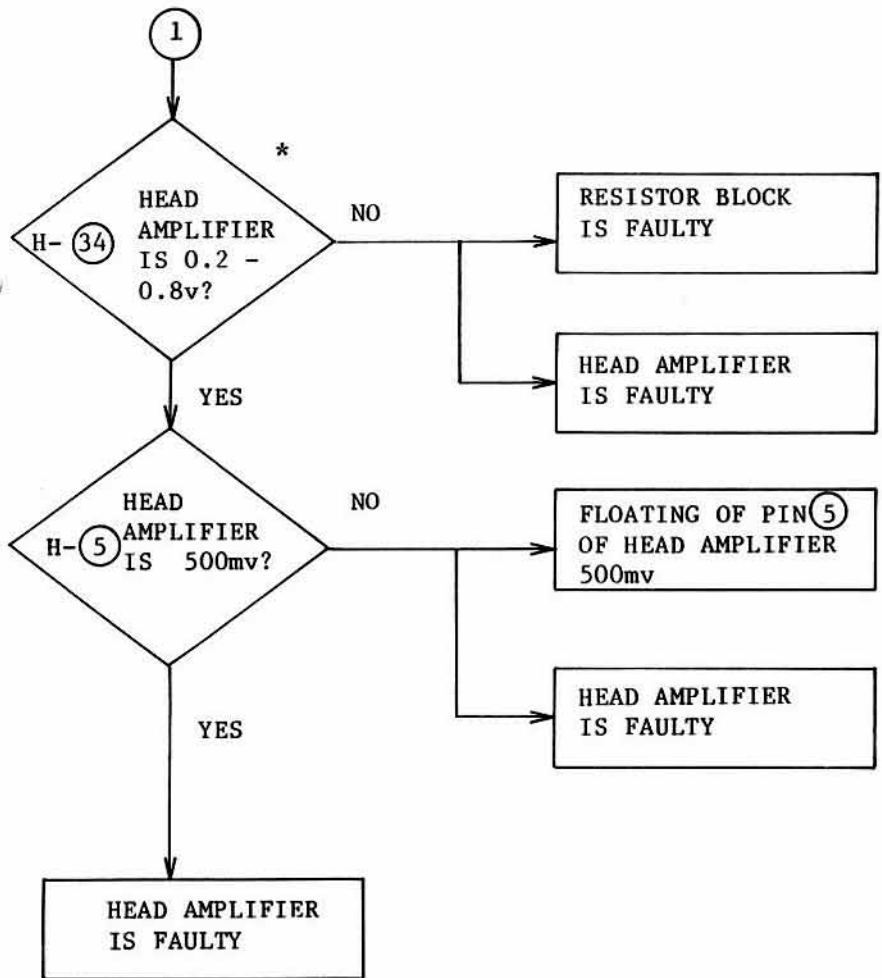 1
*
H- 34
HEAD
AMPLIFIER
IS 0.2 -
0.8v?
NO
RESISTOR BLOCK
IS FAULTY
HEAD AMPLIFIER
IS FAULTY
YES
H- 5
HEAD
AMPLIFIER
IS 500mv?
NO
FLOATING OF PIN 5
OF HEAD AMPLIFIER
500mv
HEAD AMPLIFIER
IS FAULTY
YES
HEAD AMPLIFIER
IS FAULTY